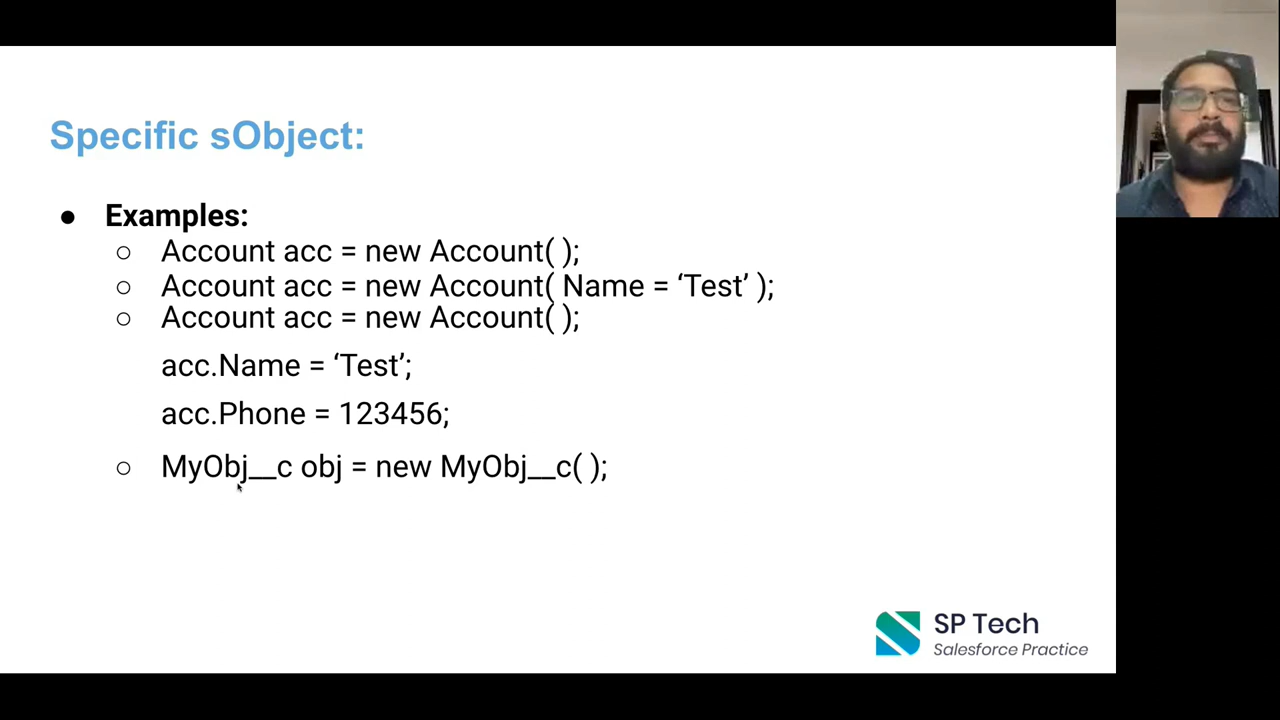 Specific sObject:
● Examples:
○ Account acc = new Account( );
○ Account acc = new Account( Name = ‘Test’ );
○ Account acc = new Account( );
acc.Name = ‘Test’;
acc.Phone = 123456;
○ MyObj__c obj = new MyObj__c( );
SP Tech
Salesforce Practice